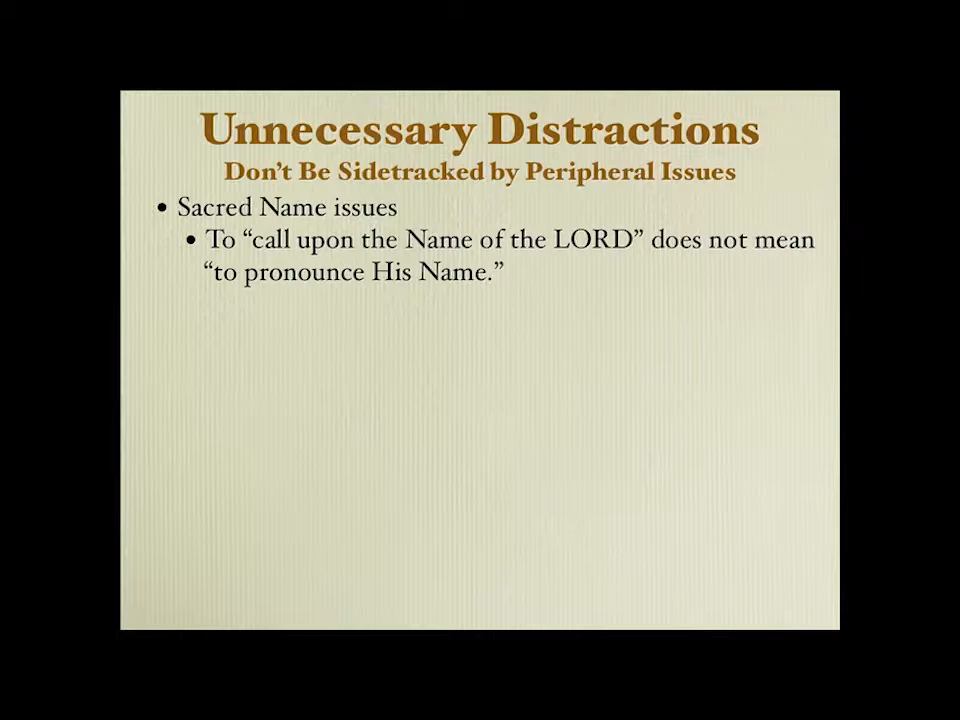 Unnecessary Distractions
Don’t Be Sidetracked by Peripheral Issues
• Sacred Name issues
• To “call upon the Name of the LORD” does not mean
“to pronounce His Name.”